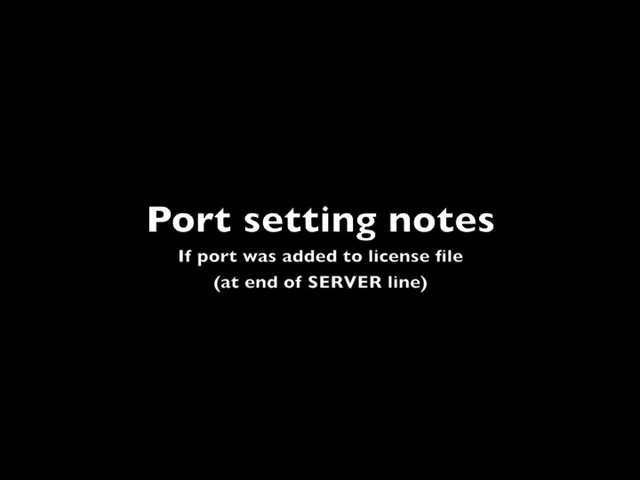 Port setting notes
If port was added to license file
(at end of SERVER line)